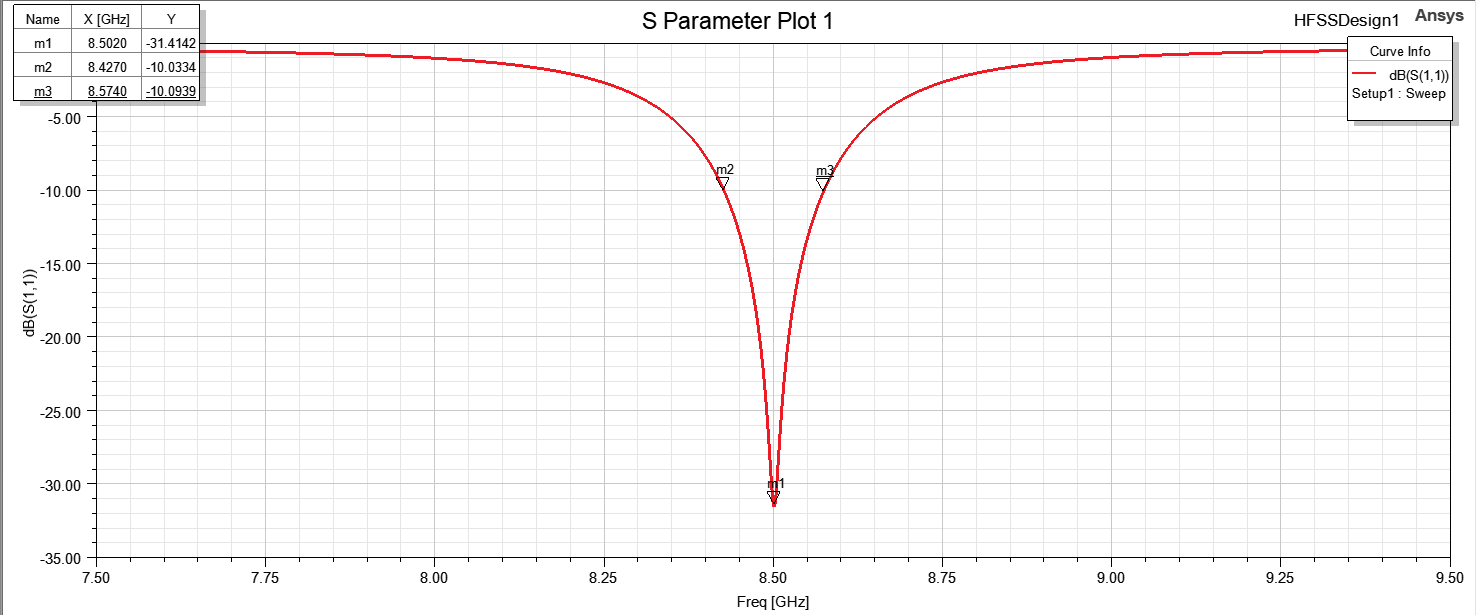 S Parameter Plot 1
HFSSDesign1
Ansys
Name X [GHz] Y
m1 8.5020 -31.4142
m2 8.4270 -10.0334
m3 8.5740 -10.0939
Curve Info
dB(S(1,1))
Setup1 : Sweep
-5.00
-10.00
-15.00
-20.00
-25.00
-30.00
-35.00
dB(S(1,1))
m2
m3
m1
7.50 7.75 8.00 8.25 8.50 8.75 9.00 9.25 9.50
Freq [GHz]